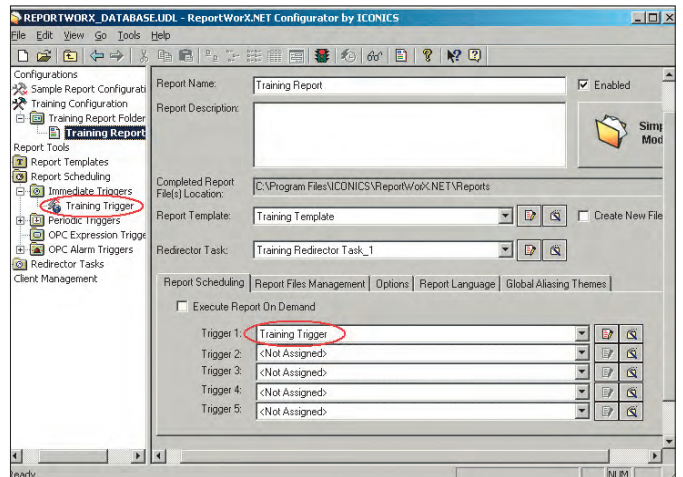 REPORTWORX_DATABASE.UDL - ReportWorX.NET Configurator by ICONICS
File Edit View Go Tools Help
Configurations
Sample Report Configurati
Training Configuration
Training Report Folder
Training Report
Report Tools
Report Templates
Report Scheduling
Immediate Triggers
Training Trigger
Periodic Triggers
OPC Expression Trigge
OPC Alarm Triggers
Redirector Tasks
Client Management
Report Name: Training Report Enabled
Report Description:
Simp
Mod
Completed Report
File(s) Location: C:\Program Files\ICONICS\ReportWorX.NET\Reports
Report Template: Training Template Create New File
Redirector Task: Training Redirector Task_1
Report Scheduling Report Files Management Options Report Language Global Aliasing Themes
Execute Report On Demand
Trigger 1: Training Trigger
Trigger 2: <Not Assigned>
Trigger 3: <Not Assigned>
Trigger 4: <Not Assigned>
Trigger 5: <Not Assigned>
Ready NUM